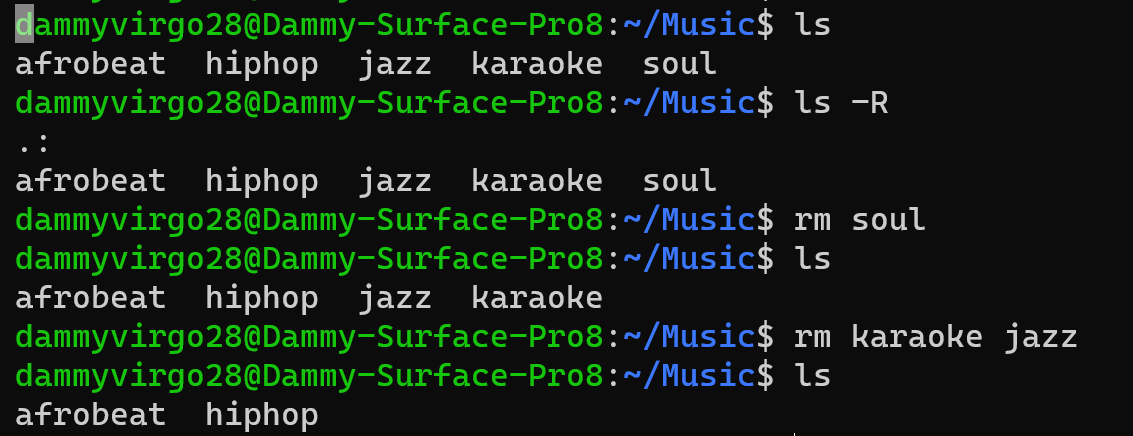 dammyvirgo28@Dammy-Surface-Pro8:~/Music$ ls
afrobeat  hiphop  jazz  karaoke  soul
dammyvirgo28@Dammy-Surface-Pro8:~/Music$ ls -R
.:
afrobeat  hiphop  jazz  karaoke  soul
dammyvirgo28@Dammy-Surface-Pro8:~/Music$ rm soul
dammyvirgo28@Dammy-Surface-Pro8:~/Music$ ls
afrobeat  hiphop  jazz  karaoke
dammyvirgo28@Dammy-Surface-Pro8:~/Music$ rm karaoke jazz
dammyvirgo28@Dammy-Surface-Pro8:~/Music$ ls
afrobeat  hiphop